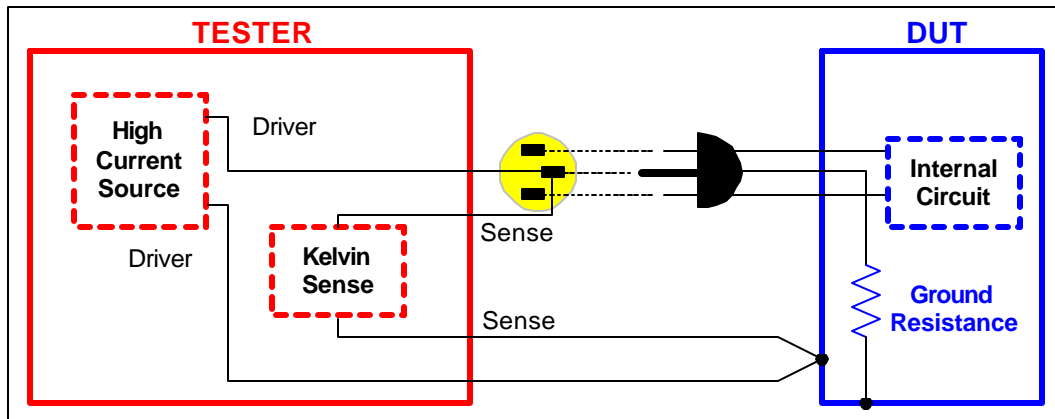 TESTER
DUT
High
Current
Source
Driver
Driver
Kelvin
Sense
Sense
Sense
Internal
Circuit
Ground
Resistance